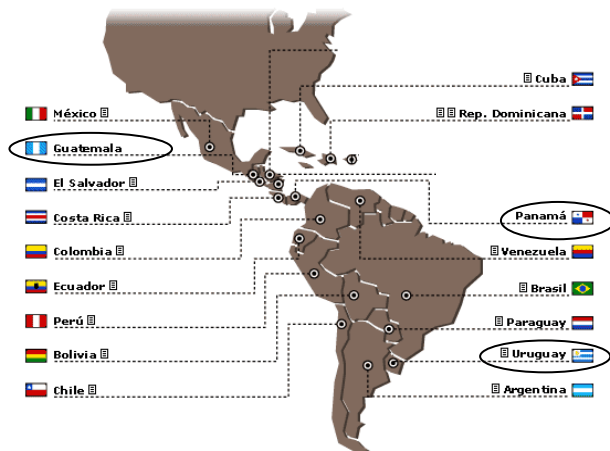 Cuba
México
Rep. Dominicana
Guatemala
El Salvador
Costa Rica
Panamá
Colombia
Venezuela
Ecuador
Brasil
Perú
Paraguay
Bolivia
Uruguay
Chile
Argentina